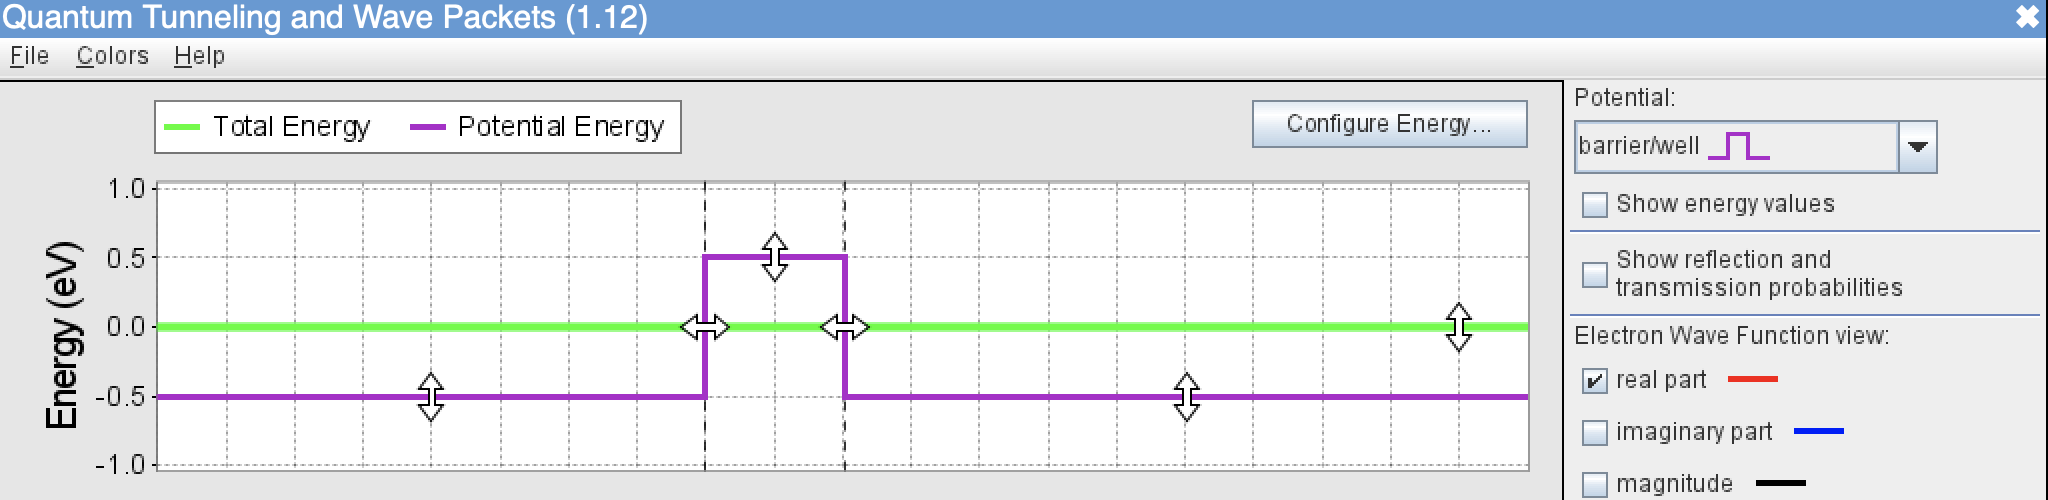 Quantum Tunneling and Wave Packets (1.12)
File Colors Help
Total Energy Potential Energy
Configure Energy...
Energy (eV)
1.0
0.5
0.0
-0.5
-1.0
Potential:
barrier/well
Show energy values
Show reflection and
transmission probabilities
Electron Wave Function view:
real part
imaginary part
magnitude